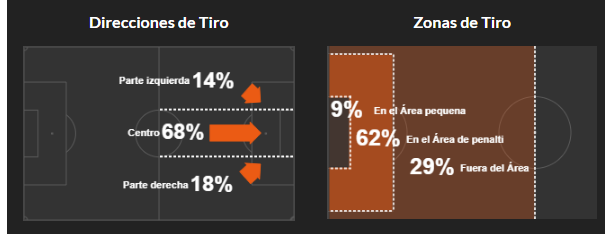 Direcciones de Tiro
Parte izquierda 14%
Centro 68%
Parte derecha 18%
Zonas de Tiro
9% En el Área pequena
62% En el Área de penalti
29% Fuera del Área